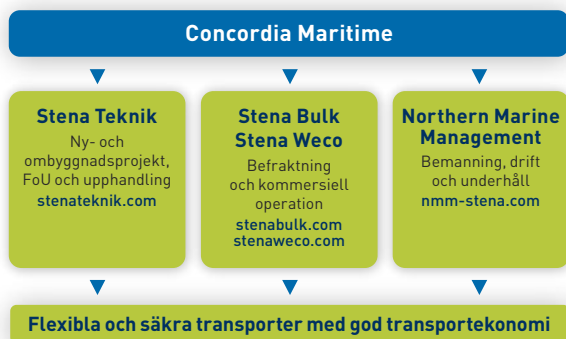 Concordia Maritime
Stena Teknik
Ny- och
ombyggnadsprojekt,
FoU och upphandling
stenateknik.com
Stena Bulk
Stena Weco
Befraktning
och kommersiell
operation
stenabulk.com
stenaweco.com
Northern Marine
Management
Bemanning, drift
och underhåll
nmm-stena.com
Flexibla och säkra transporter med god transportekonomi